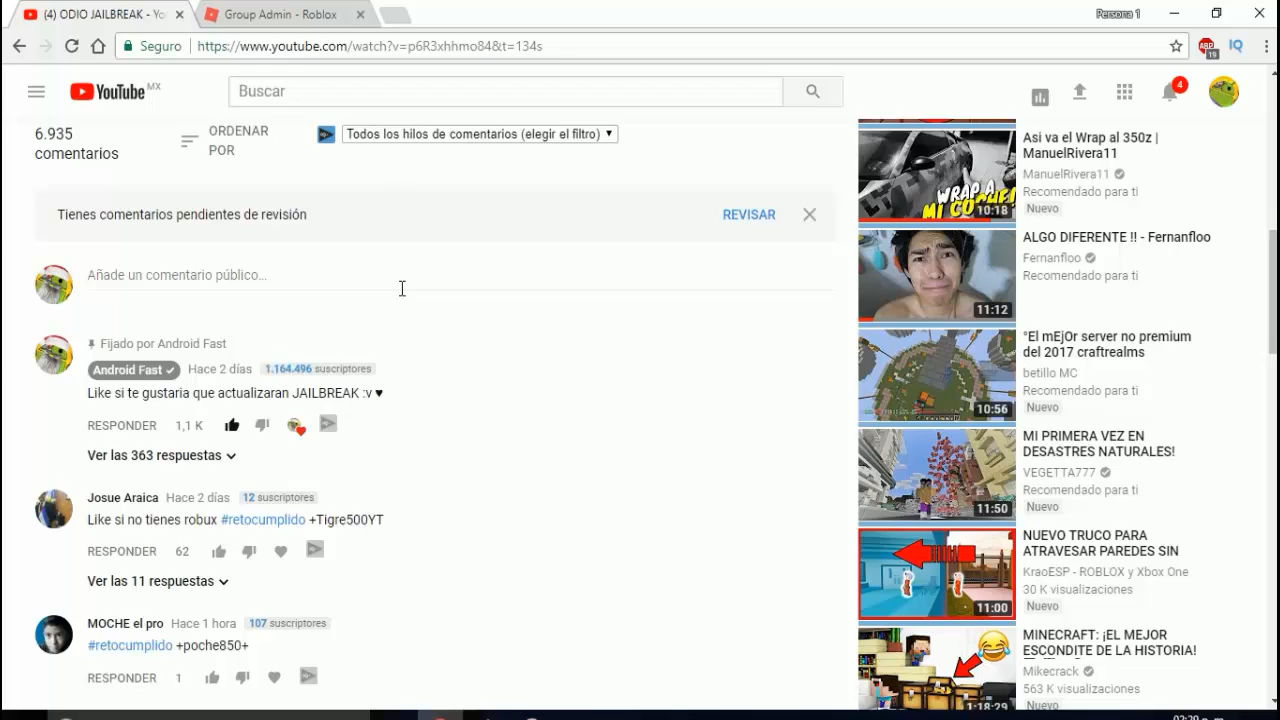 (4) ODIO JAILBREAK - Yo
Group Admin - Roblox
Persona 1
Seguro
https://www.youtube.com/watch?v=p6R3xhhmo84&t=134s
ABP
19
IQ
YouTube MX
Buscar
4
6.935
comentarios
ORDENAR
POR
Todos los hilos de comentarios (elegir el filtro)
Tienes comentarios pendientes de revisión
REVISAR
Añade un comentario público...
Fijado por Android Fast
Android Fast Hace 2 días 1.164.496 suscriptores
Like si te gustaria que actualizaran JAILBREAK :v ♥
RESPONDER 1,1 K
Ver las 363 respuestas
Josue Araica Hace 2 días 12 suscriptores
Like si no tienes robux #retocumplido +Tigre500YT
RESPONDER 62
Ver las 11 respuestas
MOCHE el pro Hace 1 hora 107 suscriptores
#retocumplido +poche850+
RESPONDER 1
WRAP A
10:18
Asi va el Wrap al 350z |
ManuelRivera11
ManuelRivera11
Recomendado para ti
Nuevo
11:12
ALGO DIFERENTE !! - Fernanfloo
Fernanfloo
Recomendado para ti
10:56
°El mEjOr server no premium
del 2017 craftrealms
betillo MC
Recomendado para ti
Nuevo
11:50
MI PRIMERA VEZ EN
DESASTRES NATURALES!
VEGETTA777
Recomendado para ti
Nuevo
11:00
NUEVO TRUCO PARA
ATRAVESAR PAREDES SIN
KraoESP - ROBLOX y Xbox One
30 K visualizaciones
Nuevo
1:18:29
MINECRAFT: ¡EL MEJOR
ESCONDITE DE LA HISTORIA!
Mikecrack
563 K visualizaciones
Nuevo